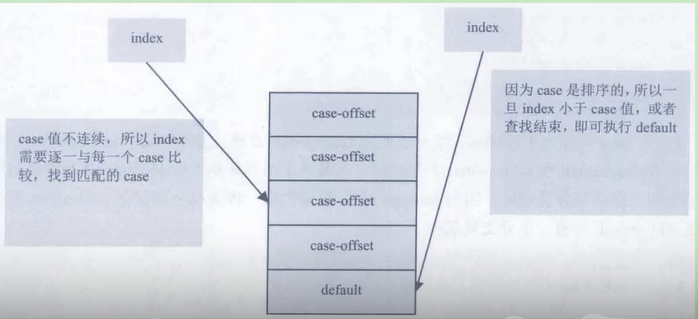 index
index
case 值不连续，所以 index
需要逐一与每一个 case 比
较，找到匹配的 case
case-offset
case-offset
case-offset
case-offset
default
因为 case 是排序的，所以一
旦 index 小于 case 值，或者
查找结束，即可执行 default